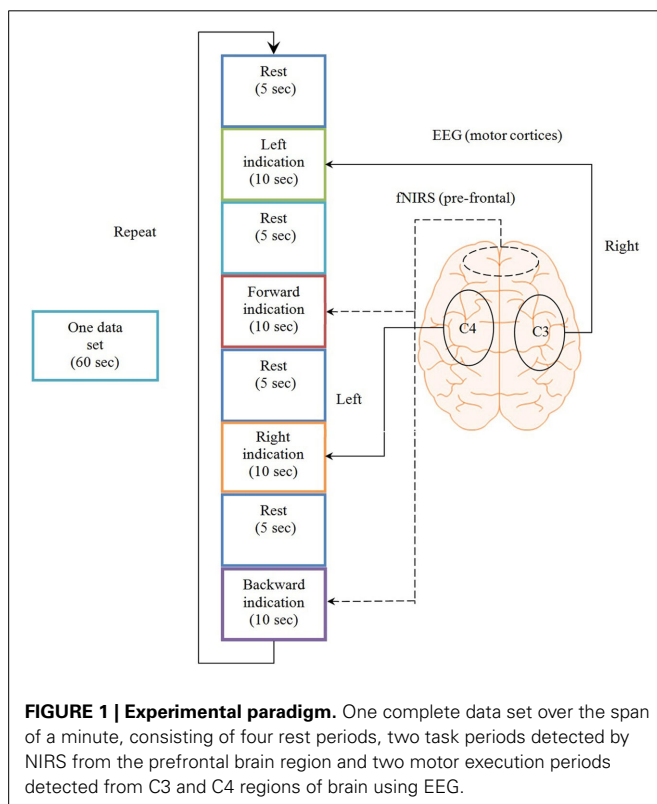 Rest
(5 sec)
Left
indication
(10 sec)
EEG (motor cortices)
fNIRS (pre-frontal)
Repeat
Rest
(5 sec)
Right
Forward
indication
(10 sec)
One data
set
(60 sec)
C4
C3
Rest
(5 sec)
Left
Right
indication
(10 sec)
Rest
(5 sec)
Backward
indication
(10 sec)
FIGURE 1 | Experimental paradigm. One complete data set over the span
of a minute, consisting of four rest periods, two task periods detected by
NIRS from the prefrontal brain region and two motor execution periods
detected from C3 and C4 regions of brain using EEG.